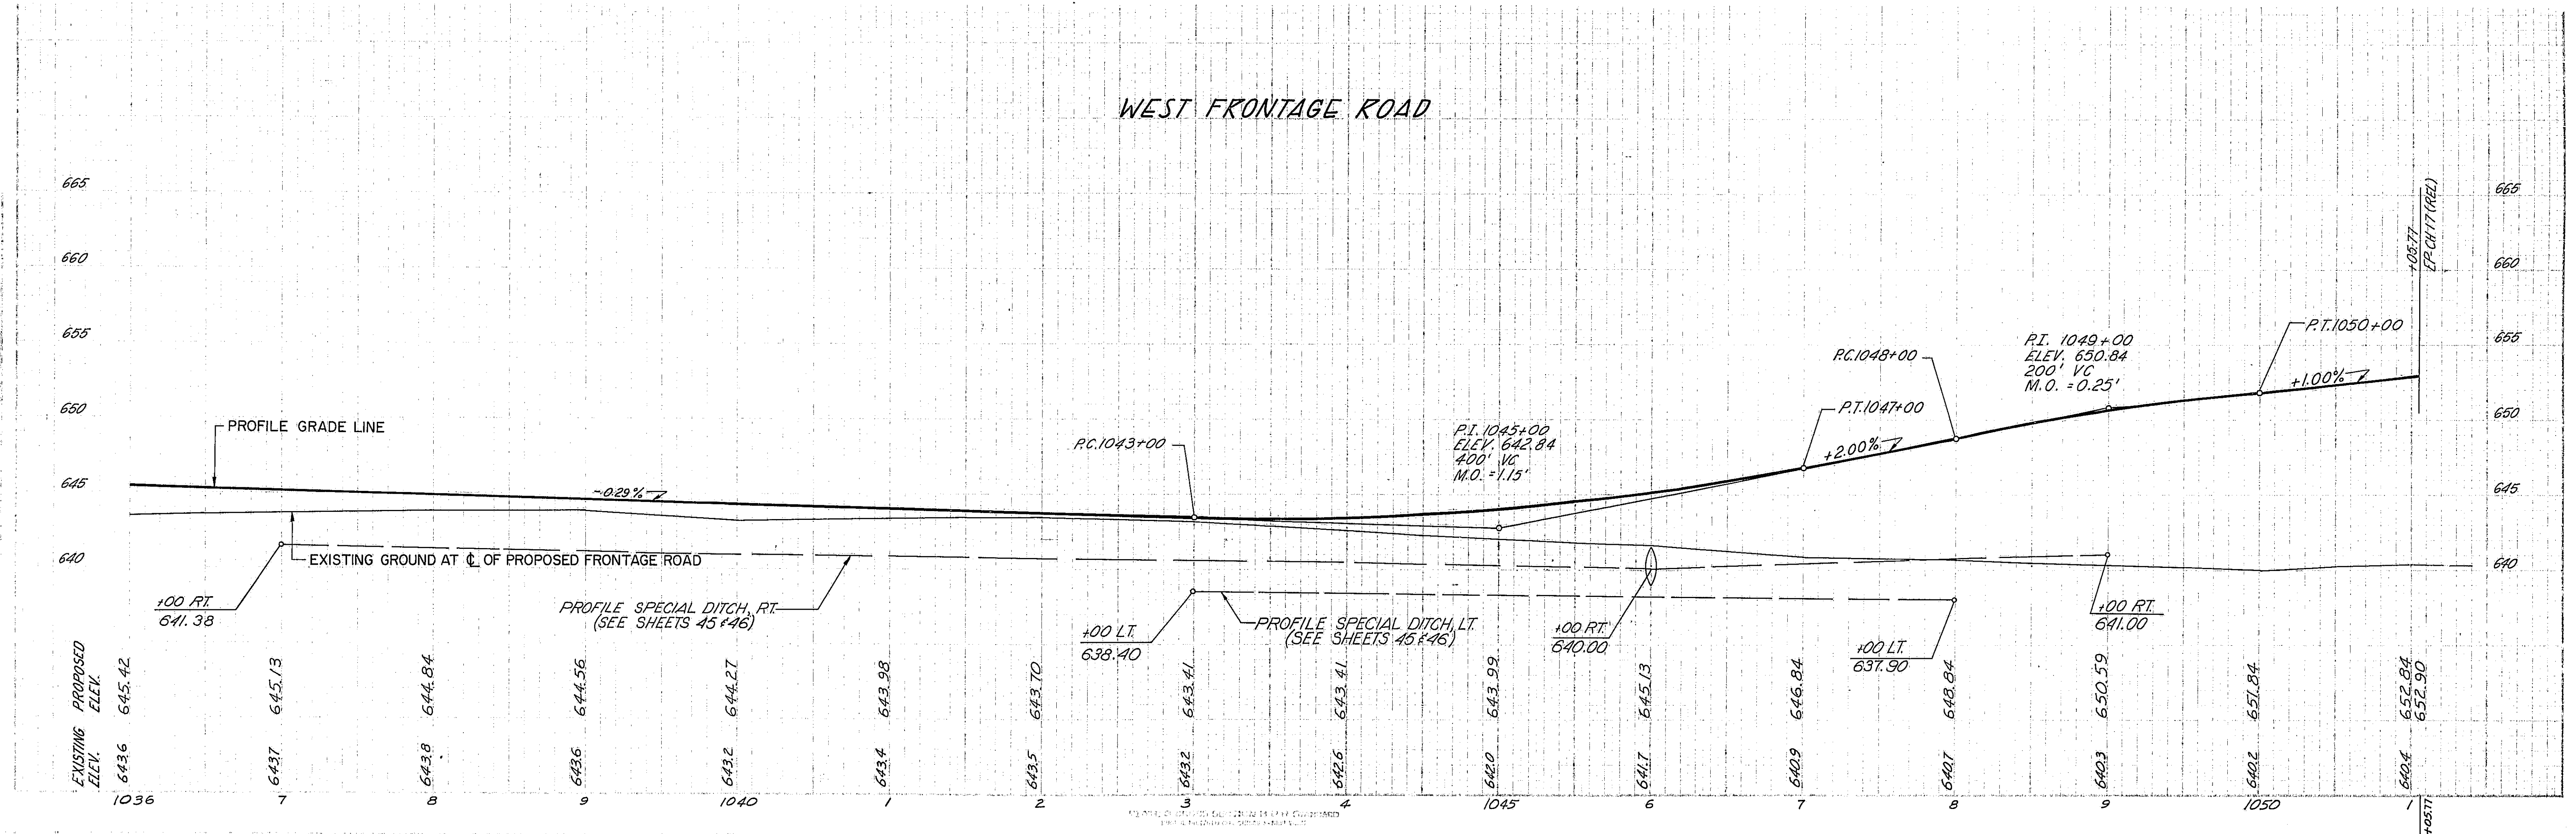 WEST FRONTAGE ROAD
665
660
655
650
645
640
665
660
655
650
645
640
+05.77
EP-CH 17 (REL)
PROFILE GRADE LINE
-0.29%
P.C. 1043+00
P.I. 1045+00
ELEV. 642.84
400' VC
M.O. = 1.15'
P.T. 1047+00
+2.00%
P.C. 1048+00
P.I. 1049+00
ELEV. 650.84
200' VC
M.O. = 0.25'
P.T. 1050+00
+1.00%
EXISTING GROUND AT ℄ OF PROPOSED FRONTAGE ROAD
+00 RT.
641.38
PROFILE SPECIAL DITCH, RT.
(SEE SHEETS 45 & 46)
+00 LT.
638.40
PROFILE SPECIAL DITCH, LT.
(SEE SHEETS 45 & 46)
+00 RT.
640.00
+00 LT.
637.90
+00 RT.
641.00
PROPOSED
ELEV.
645.42
645.13
644.84
644.56
644.27
643.98
643.70
643.41
643.41
643.99
645.13
646.84
648.84
650.59
651.84
652.84
652.90
EXISTING
ELEV.
643.6
643.7
643.8
643.6
643.2
643.4
643.5
643.2
642.6
642.0
641.7
640.9
640.7
640.3
640.2
640.4
1036 7 8 9 1040 1 2 3 4 1045 6 7 8 9 1050 1
+05.77